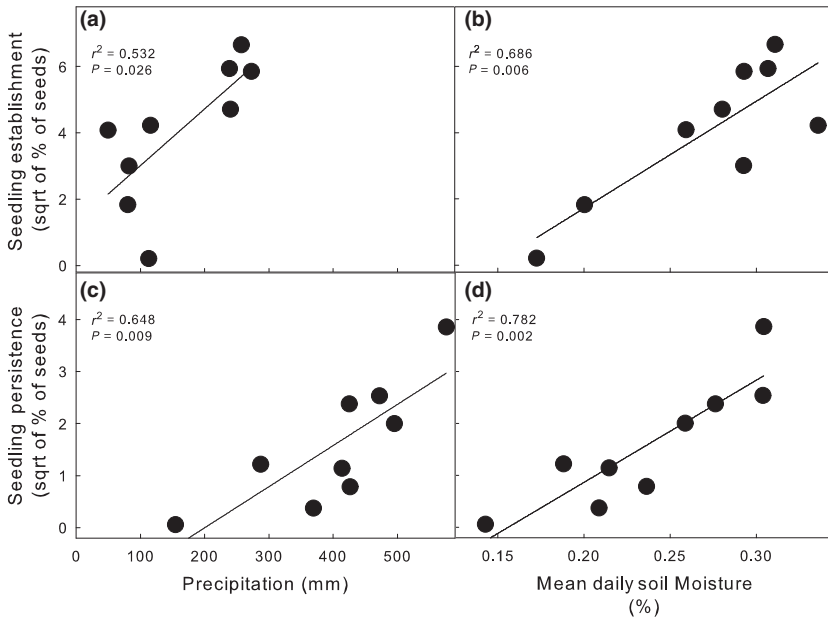 (a)
r² = 0.532
P = 0.026
(b)
r² = 0.686
P = 0.006
Seedling establishment
(sqrt of % of seeds)
6
4
2
0
(c)
r² = 0.648
P = 0.009
(d)
r² = 0.782
P = 0.002
Seedling persistence
(sqrt of % of seeds)
4
3
2
1
0
0 100 200 300 400 500
0.15 0.20 0.25 0.30
Precipitation (mm)
Mean daily soil Moisture
(%)